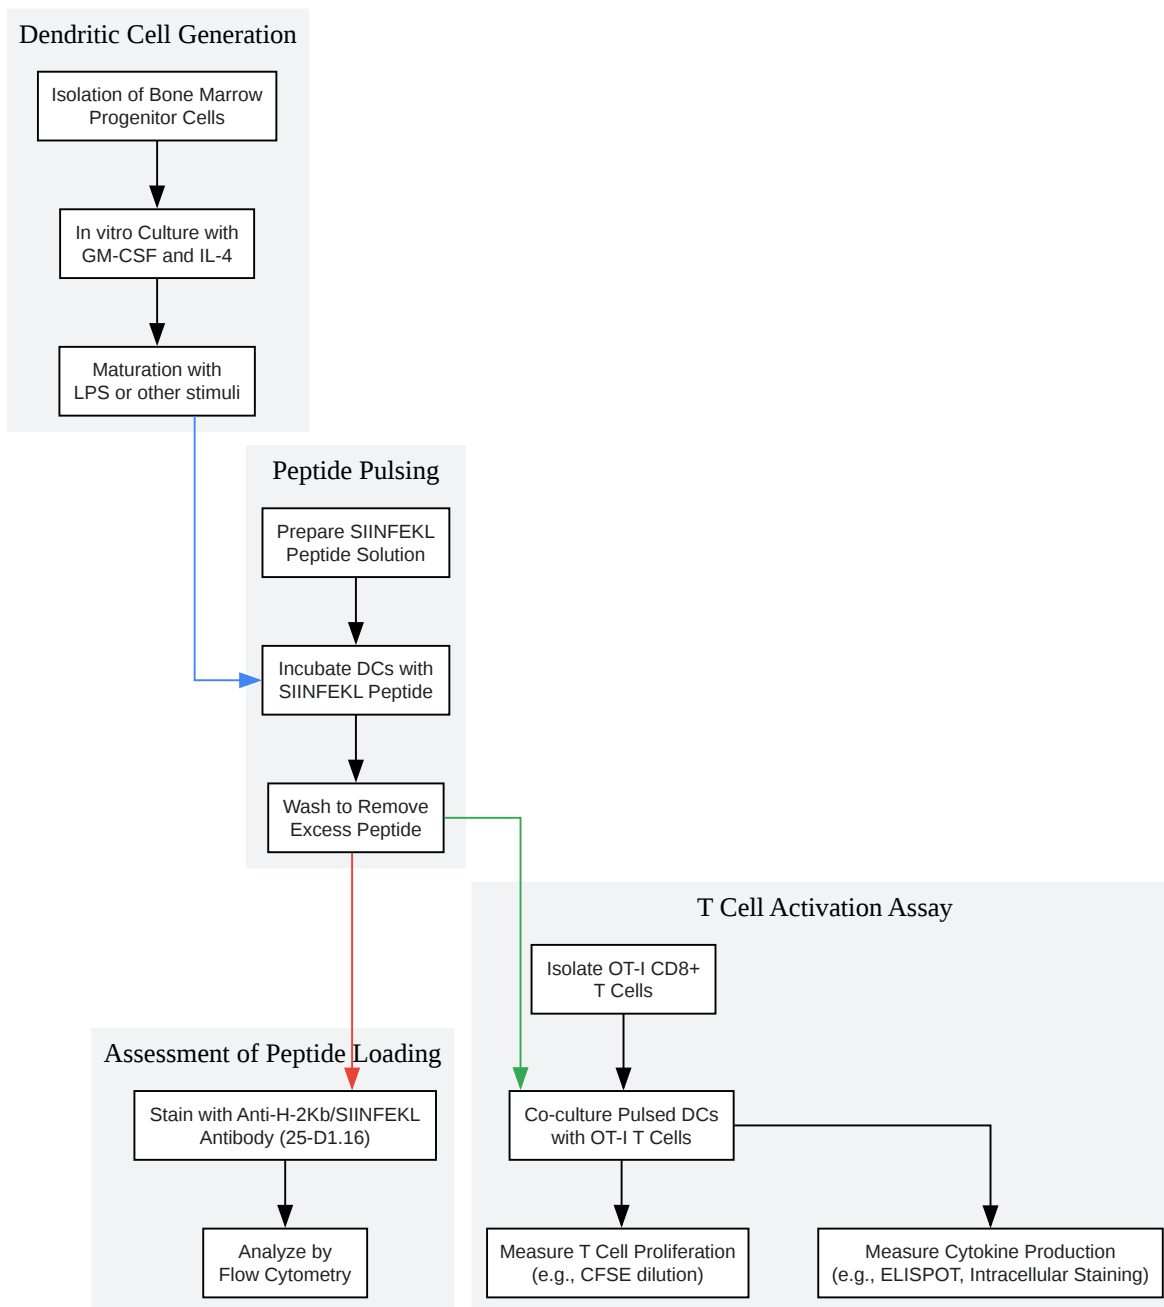 Dendritic Cell Generation
Isolation of Bone Marrow
Progenitor Cells
In vitro Culture with
GM-CSF and IL-4
Maturation with
LPS or other stimuli
Peptide Pulsing
Prepare SIINFEKL
Peptide Solution
Incubate DCs with
SIINFEKL Peptide
Wash to Remove
Excess Peptide
Assessment of Peptide Loading
Stain with Anti-H-2Kb/SIINFEKL
Antibody (25-D1.16)
Analyze by
Flow Cytometry
T Cell Activation Assay
Isolate OT-I CD8+
T Cells
Co-culture Pulsed DCs
with OT-I T Cells
Measure T Cell Proliferation
(e.g., CFSE dilution)
Measure Cytokine Production
(e.g., ELISPOT, Intracellular Staining)